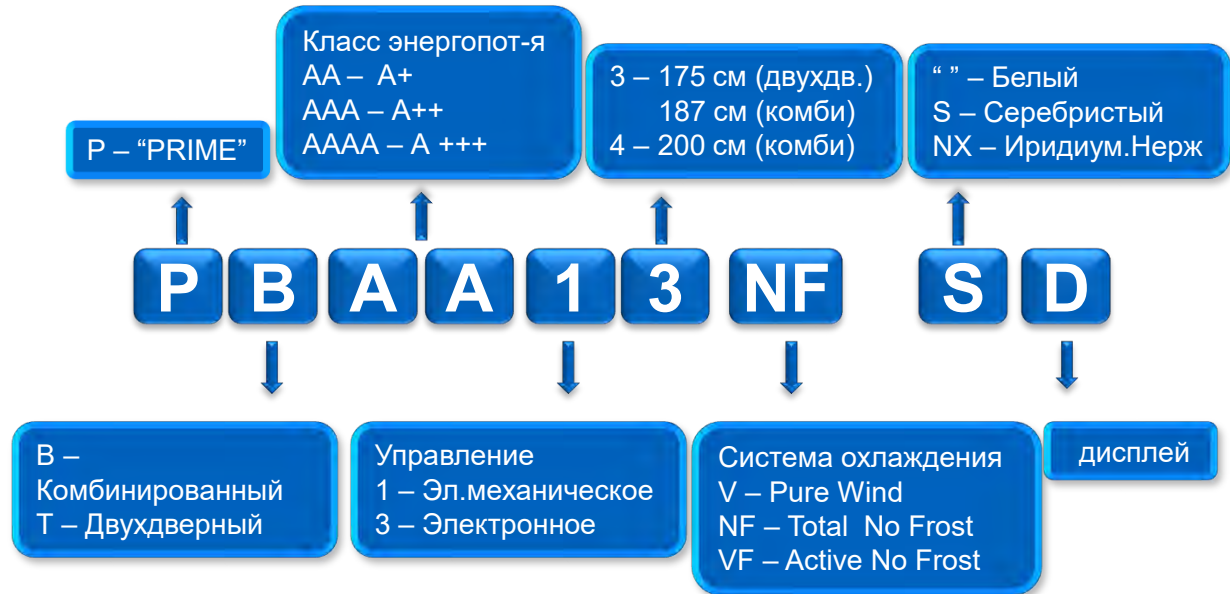 Класс энергопот-я
АА – А+
ААА – А++
АААА – А +++
3 – 175 см (двухдв.)
187 см (комби)
4 – 200 см (комби)
“ ” – Белый
S – Серебристый
NX – Иридиум.Нерж
P – “PRIME”
P B A A 1 3 NF S D
В –
Комбинированный
Т – Двухдверный
Управление
1 – Эл.механическое
3 – Электронное
Система охлаждения
V – Pure Wind
NF – Total No Frost
VF – Active No Frost
дисплей